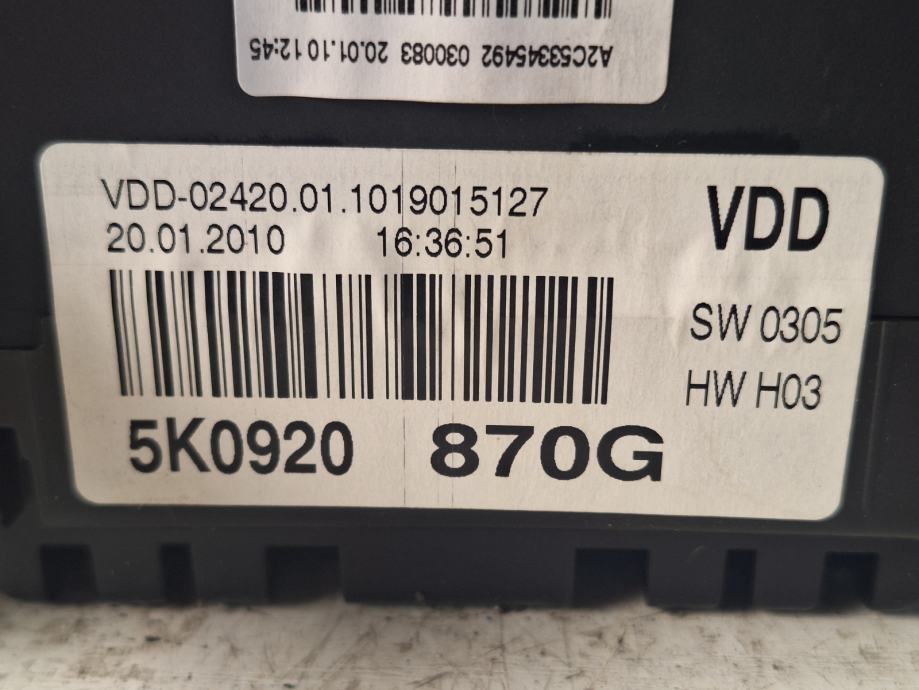 A2C53345492 030083 20.01.10 12:45
VDD-02420.01.1019015127
20.01.2010 16:36:51
VDD
SW 0305
HW H03
5K0920 870G